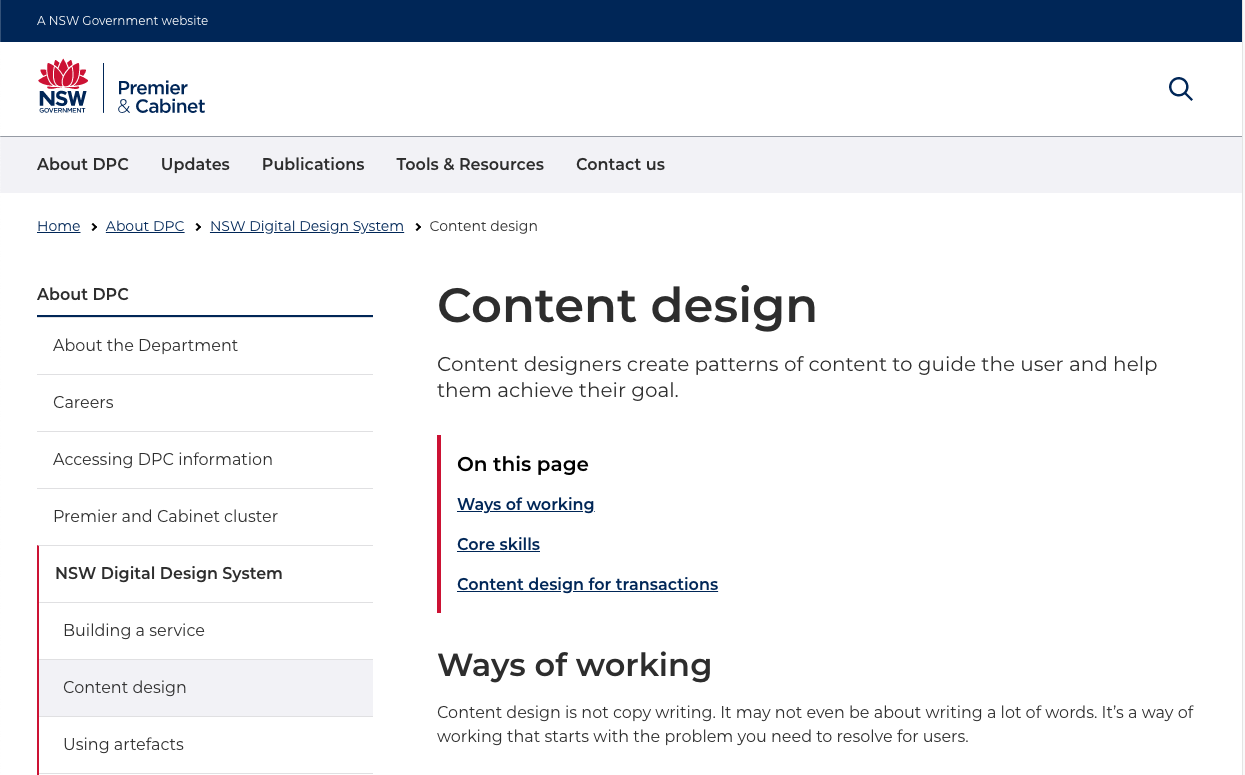 A NSW Government website
NSW
GOVERNMENT
Premier
& Cabinet
About DPC Updates Publications Tools & Resources Contact us
Home About DPC NSW Digital Design System Content design
About DPC
About the Department
Careers
Accessing DPC information
Premier and Cabinet cluster
NSW Digital Design System
Building a service
Content design
Using artefacts
Content design
Content designers create patterns of content to guide the user and help
them achieve their goal.
On this page
Ways of working
Core skills
Content design for transactions
Ways of working
Content design is not copy writing. It may not even be about writing a lot of words. It’s a way of
working that starts with the problem you need to resolve for users.